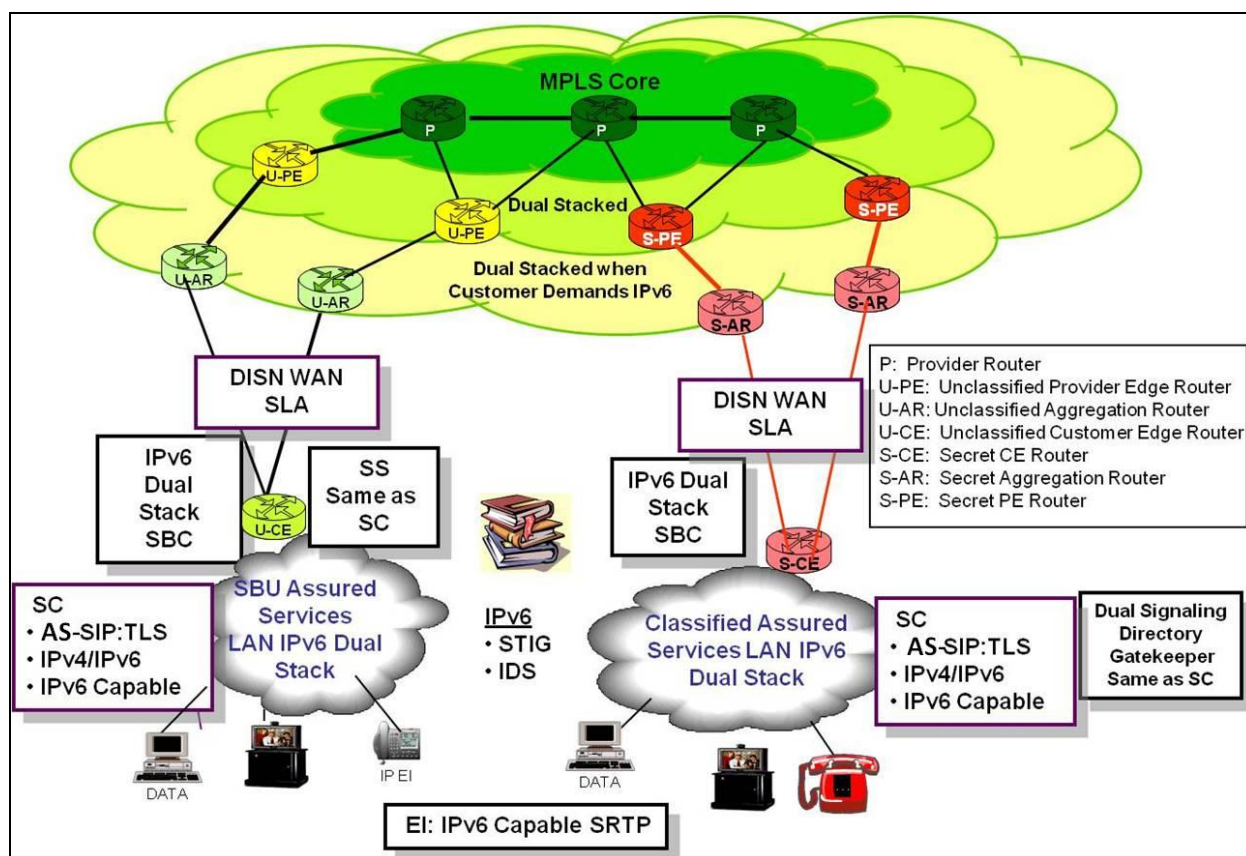 MPLS Core
P
P
P
U-PE
U-PE
Dual Stacked
S-PE
S-PE
U-AR
U-AR
Dual Stacked when
Customer Demands IPv6
S-AR
S-AR
DISN WAN
SLA
DISN WAN
SLA
P: Provider Router
U-PE: Unclassified Provider Edge Router
U-AR: Unclassified Aggregation Router
U-CE: Unclassified Customer Edge Router
S-CE: Secret CE Router
S-AR: Secret Aggregation Router
S-PE: Secret PE Router
IPv6
Dual
Stack
SBC
U-CE
SS
Same as
SC
IPv6 Dual
Stack
SBC
S-CE
SC
• AS-SIP:TLS
• IPv4/IPv6
• IPv6 Capable
SBU Assured
Services
LAN IPv6 Dual
Stack
IPv6
• STIG
• IDS
Classified Assured
Services LAN IPv6
Dual Stack
SC
• AS-SIP:TLS
• IPv4/IPv6
• IPv6 Capable
Dual Signaling
Directory
Gatekeeper
Same as SC
DATA
IP EI
DATA
EI: IPv6 Capable SRTP